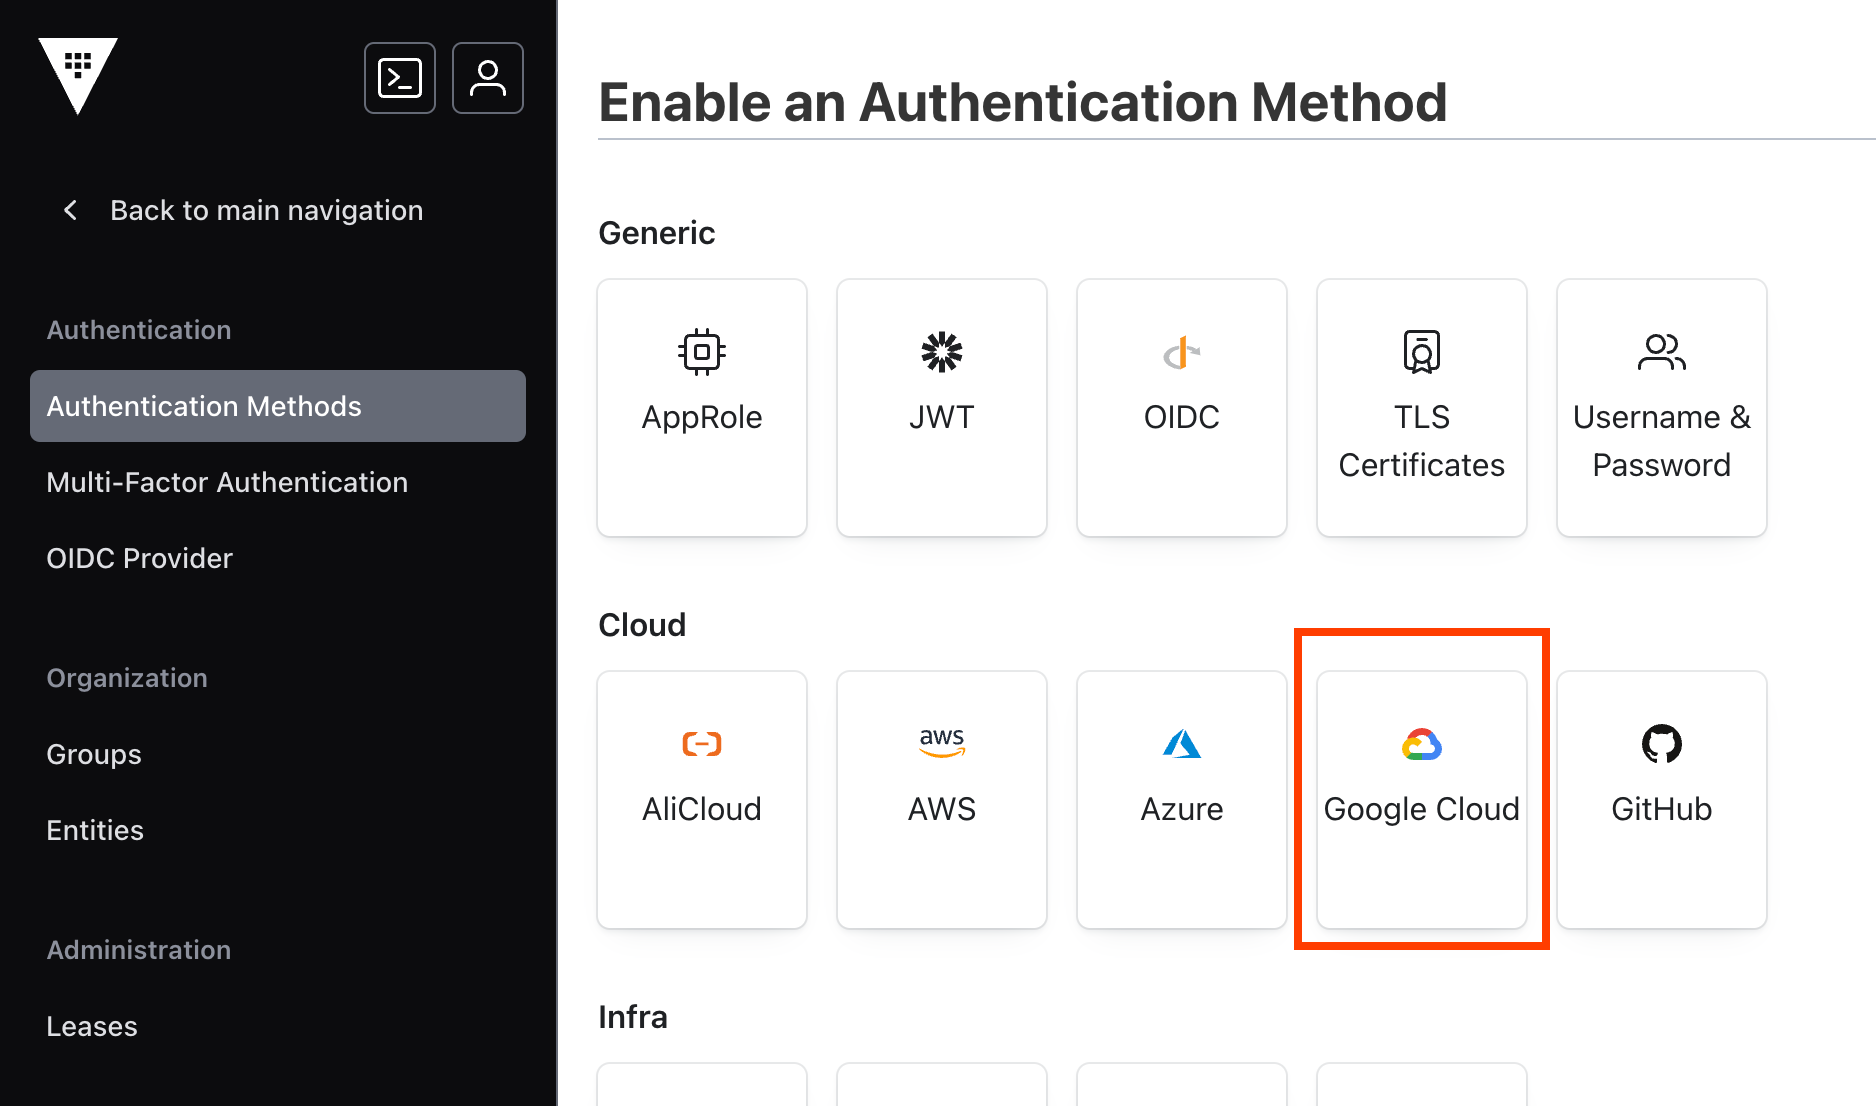 Back to main navigation
Authentication
Authentication Methods
Multi-Factor Authentication
OIDC Provider
Organization
Groups
Entities
Administration
Leases
Enable an Authentication Method
Generic
AppRole
JWT
OIDC
TLS
Certificates
Username &
Password
Cloud
AliCloud
aws
AWS
Azure
Google Cloud
GitHub
Infra